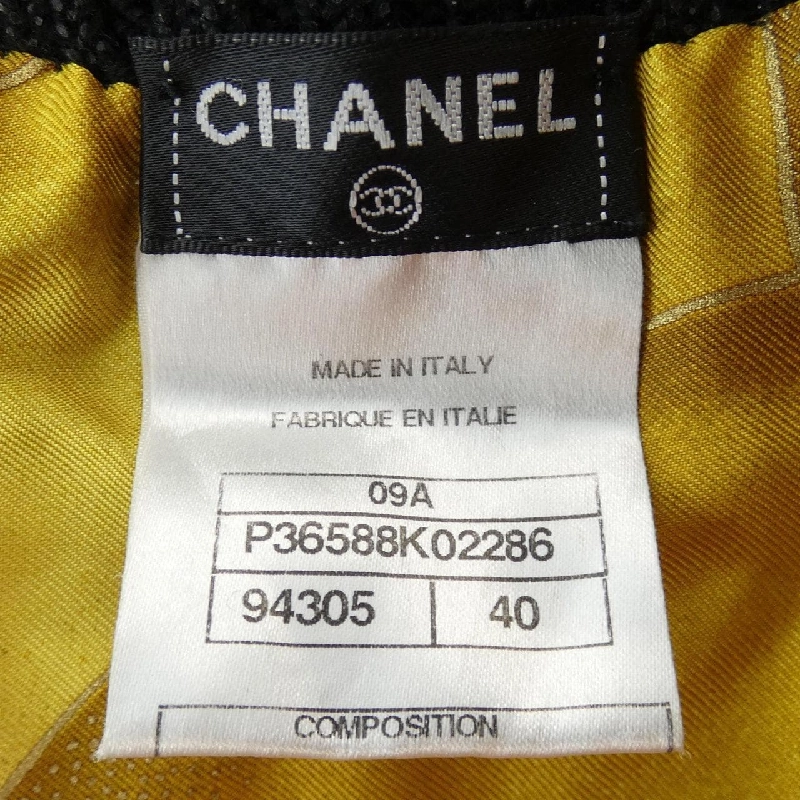 CHANEL
MADE IN ITALY
FABRIQUE EN ITALIE
09A
P36588K02286
94305 40
COMPOSITION